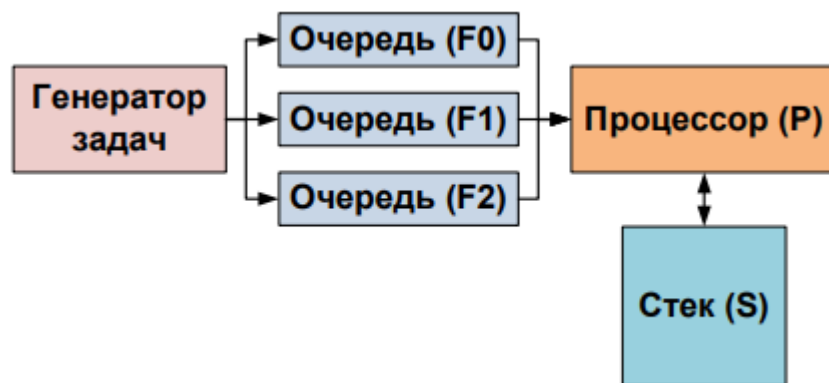 Генератор
задач
Очередь (F0)
Очередь (F1)
Очередь (F2)
Процессор (P)
Стек (S)